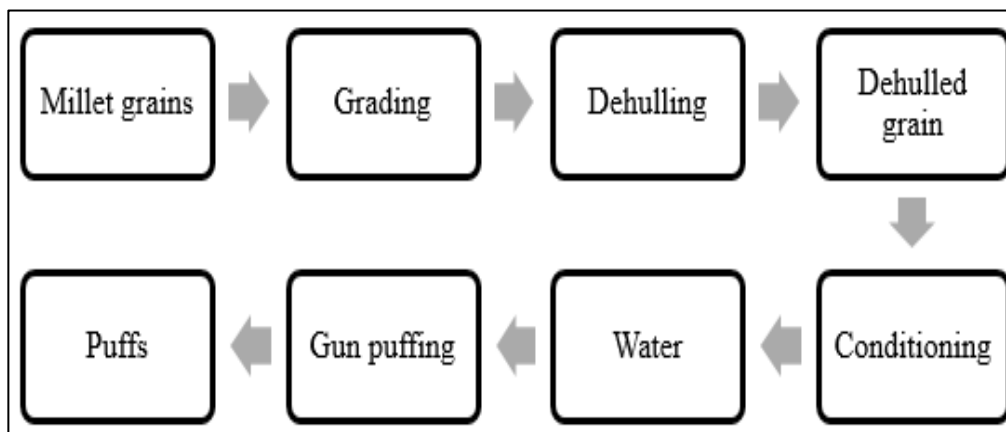 Millet grains
Grading
Dehulling
Dehulled
grain
Conditioning
Water
Gun puffing
Puffs